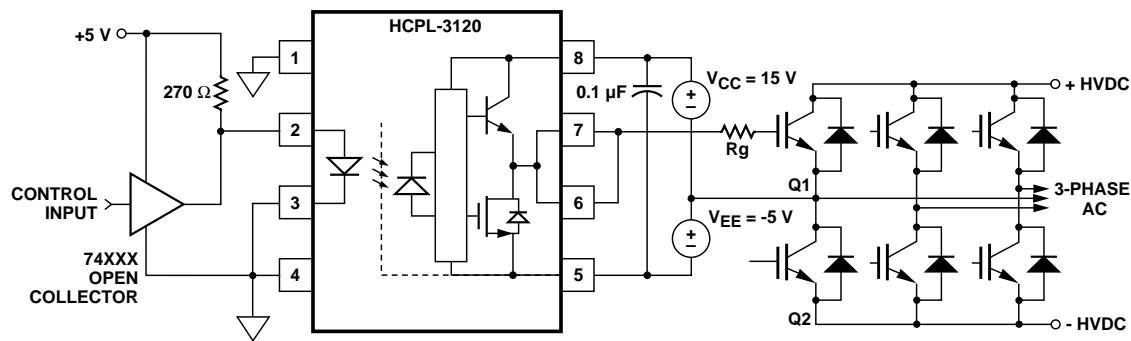 HCPL-3120
+5 V
270 Ω
1
2
3
4
8
7
6
5
0.1 µF
VCC = 15 V
VEE = -5 V
Rg
Q1
Q2
+ HVDC
3-PHASE
AC
- HVDC
CONTROL
INPUT
74XXX
OPEN
COLLECTOR
+
−
+
−